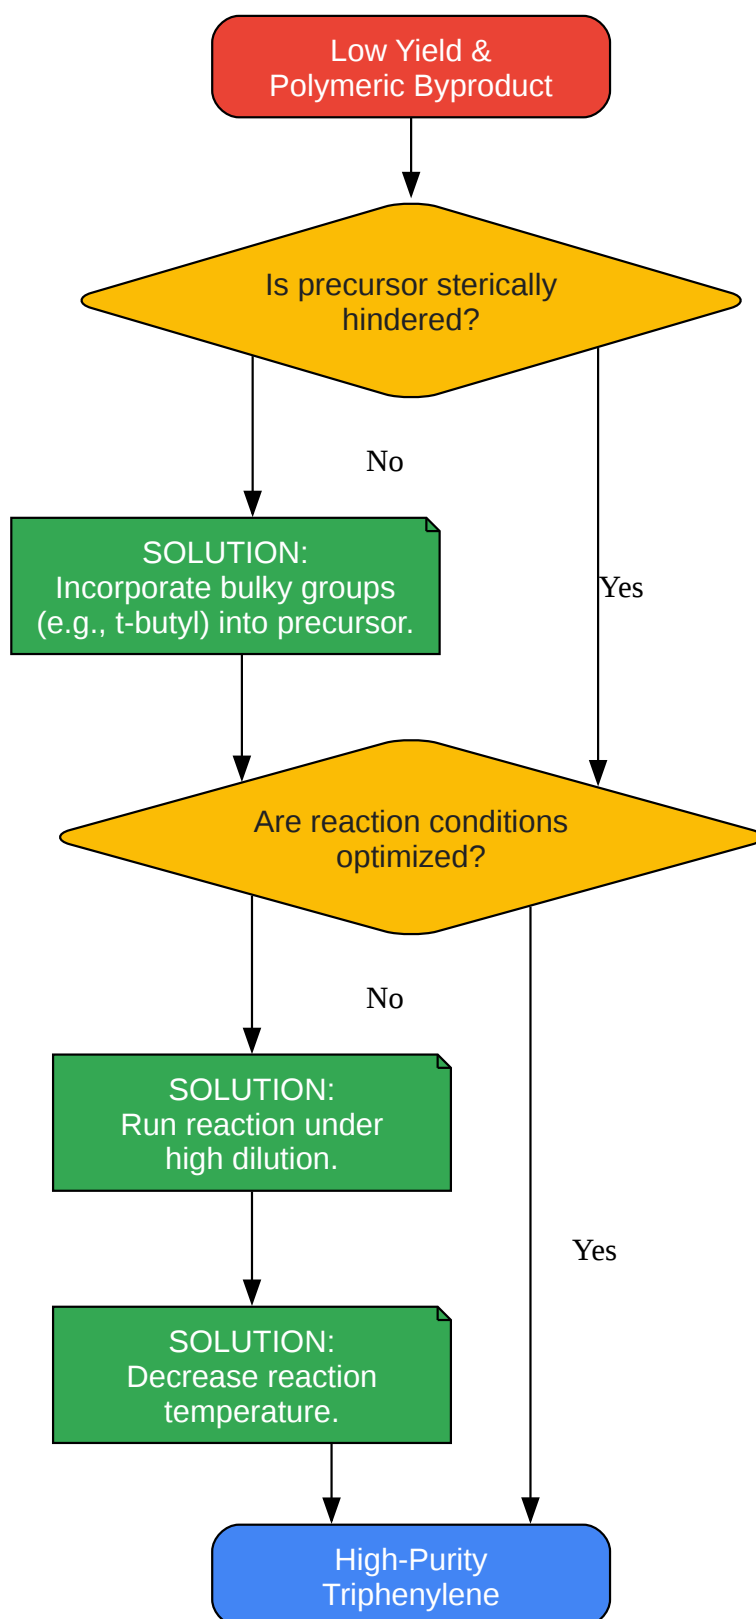 Low Yield &
Polymeric Byproduct
Is precursor sterically
hindered?
No
SOLUTION:
Incorporate bulky groups
(e.g., t-butyl) into precursor.
Yes
Are reaction conditions
optimized?
No
SOLUTION:
Run reaction under
high dilution.
Yes
SOLUTION:
Decrease reaction
temperature.
High-Purity
Triphenylene